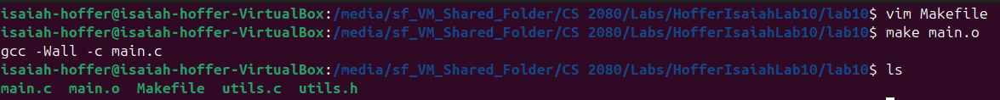 isaiah-hoffer@isaiah-hoffer-VirtualBox:/media/sf_VM_Shared_Folder/CS 2080/Labs/HofferIsaiahLab10/lab10$ vim Makefile
isaiah-hoffer@isaiah-hoffer-VirtualBox:/media/sf_VM_Shared_Folder/CS 2080/Labs/HofferIsaiahLab10/lab10$ make main.o
gcc -Wall -c main.c
isaiah-hoffer@isaiah-hoffer-VirtualBox:/media/sf_VM_Shared_Folder/CS 2080/Labs/HofferIsaiahLab10/lab10$ ls
main.c  main.o  Makefile  utils.c  utils.h